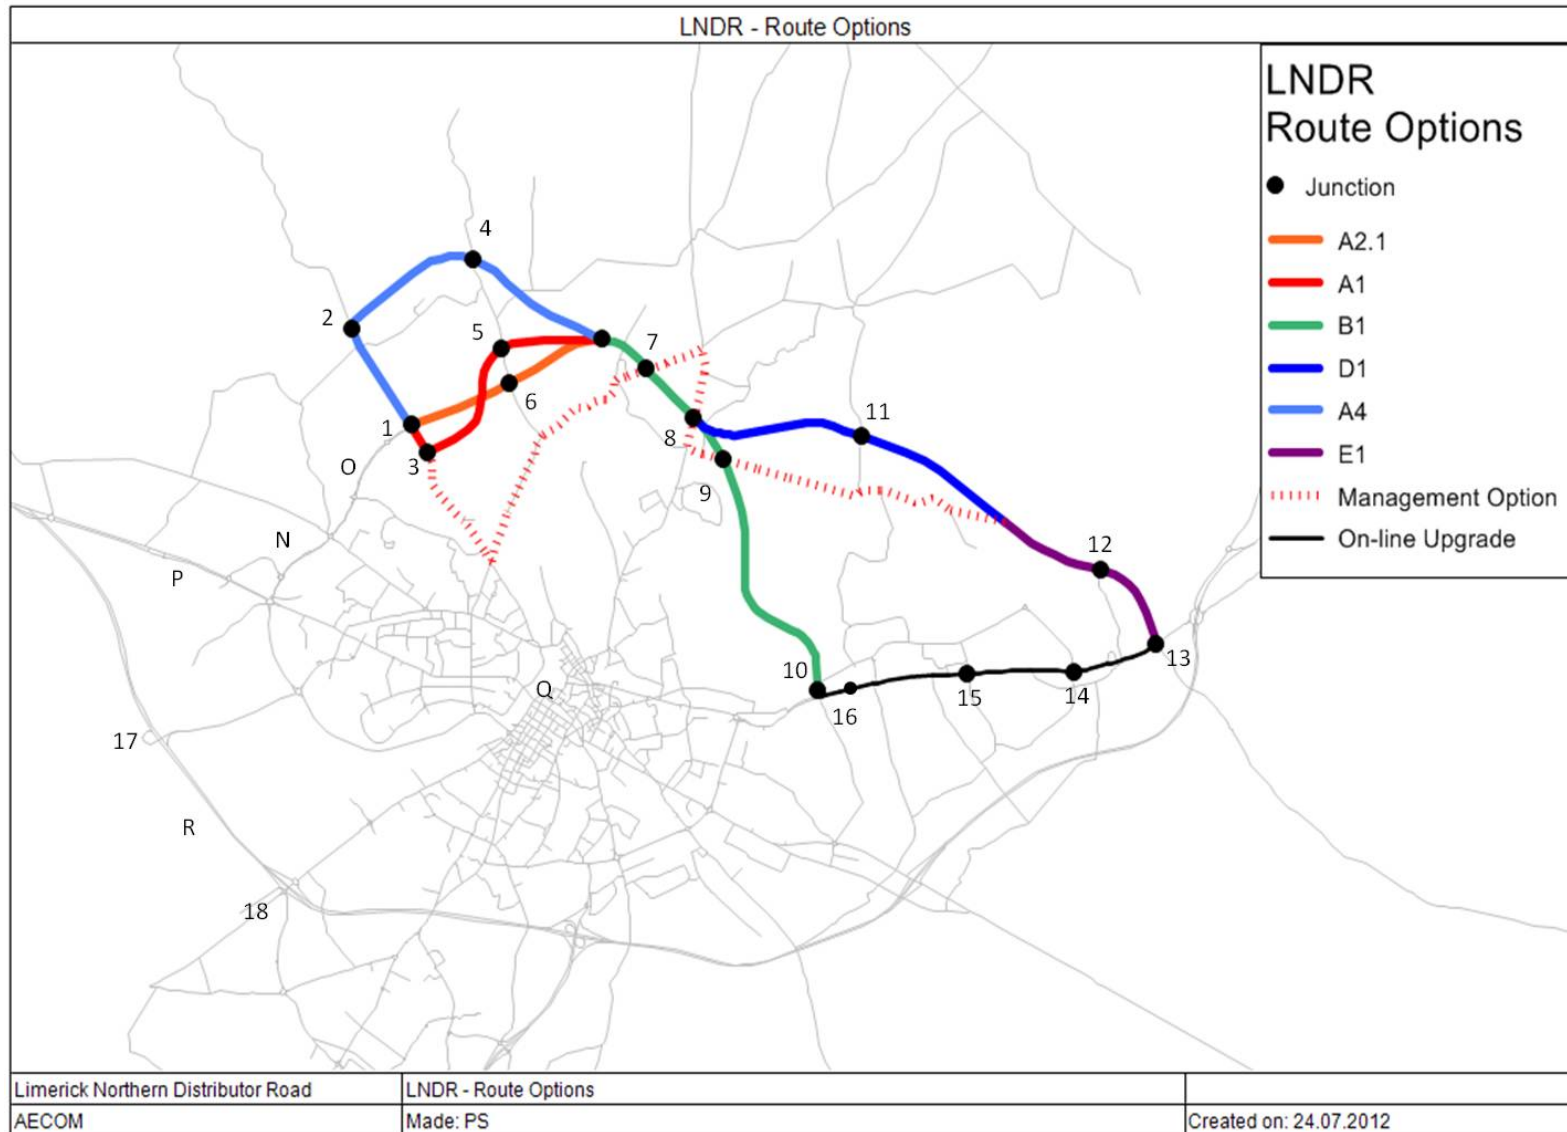 LNDR - Route Options
LNDR
Route Options
Junction
A2.1
A1
B1
D1
A4
E1
Management Option
On-line Upgrade
4
2
5
7
6
1
3
8
11
O
9
N
P
12
10
13
Q
16
15
14
17
R
18
Limerick Northern Distributor Road
LNDR - Route Options
AECOM
Made: PS
Created on: 24.07.2012